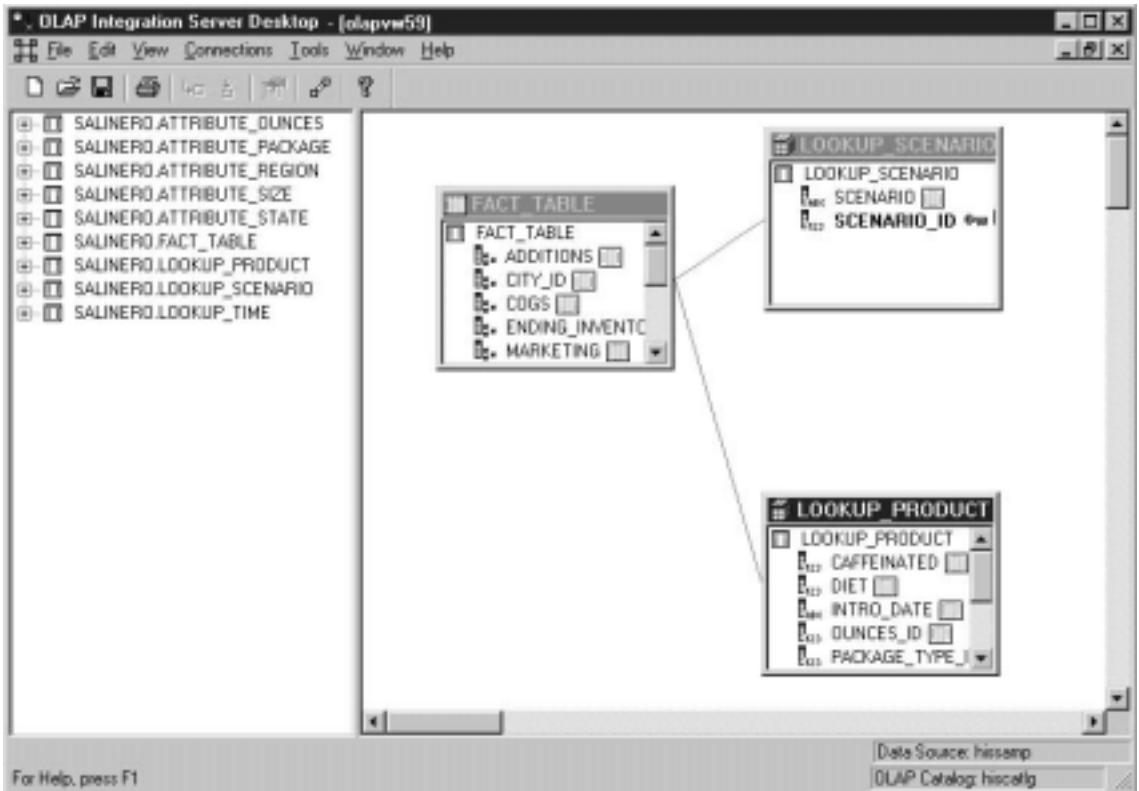 OLAP Integration Server Desktop - [olapvw59]
File Edit View Connections Tools Window Help
SALINERO.ATTRIBUTE_OUNCES
SALINERO.ATTRIBUTE_PACKAGE
SALINERO.ATTRIBUTE_REGION
SALINERO.ATTRIBUTE_SIZE
SALINERO.ATTRIBUTE_STATE
SALINERO.FACT_TABLE
SALINERO.LOOKUP_PRODUCT
SALINERO.LOOKUP_SCENARIO
SALINERO.LOOKUP_TIME
FACT_TABLE
FACT_TABLE
ADDITIONS
CITY_ID
COGS
ENDING_INVENTO
MARKETING
LOOKUP_SCENARIO
LOOKUP_SCENARIO
SCENARIO
SCENARIO_ID
LOOKUP_PRODUCT
LOOKUP_PRODUCT
CAFFEINATED
DIET
INTRO_DATE
OUNCES_ID
PACKAGE_TYPE_I
Data Source: hissamp
For Help, press F1
OLAP Catalog: hiscatlg